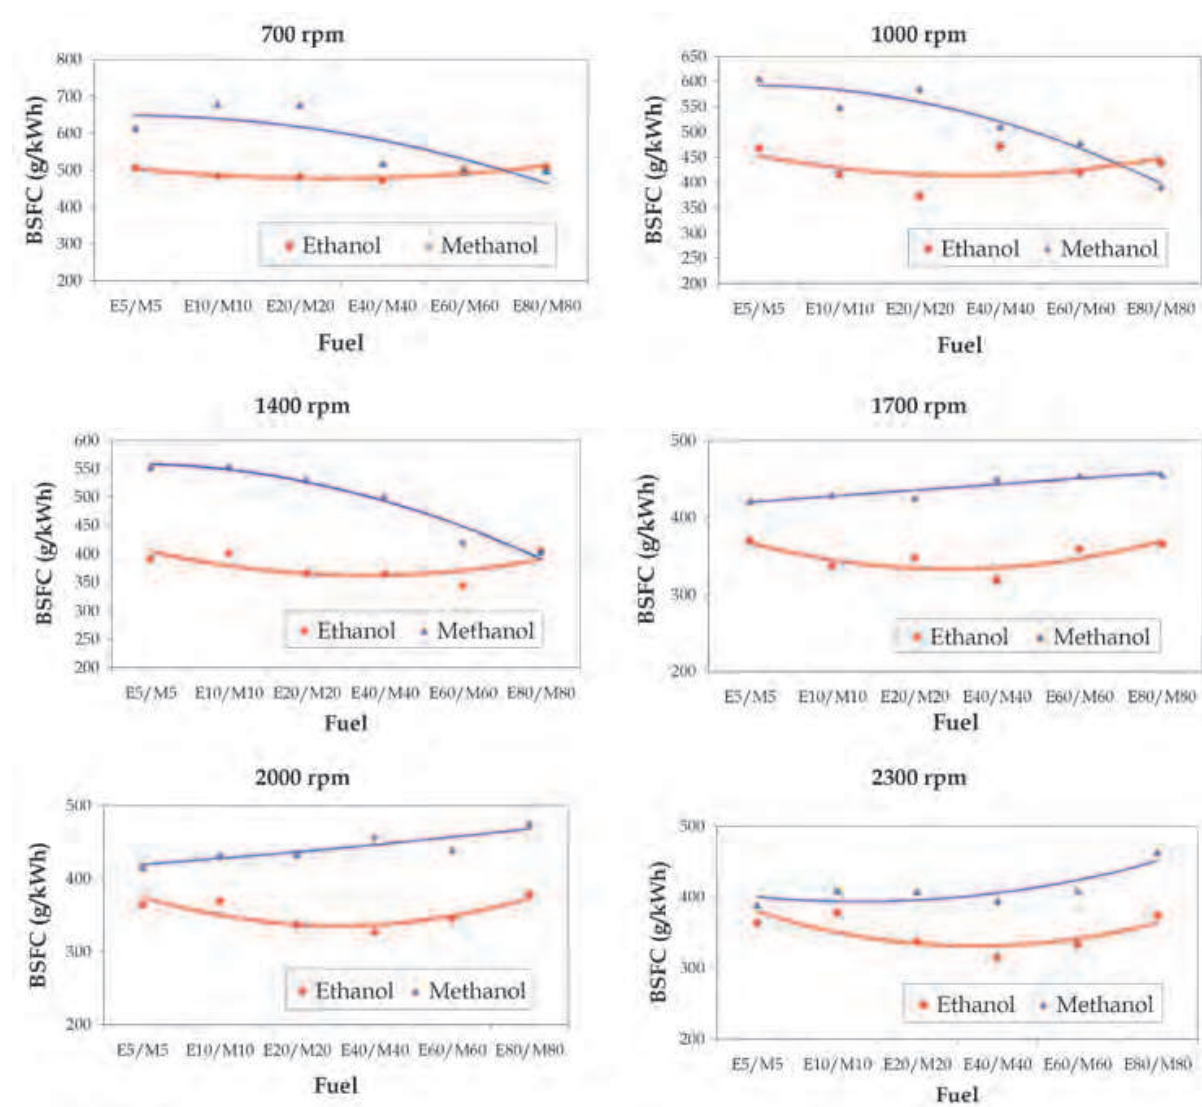 700 rpm
BSFC (g/kWh)
800
700
600
500
400
300
200
Ethanol Methanol
E5/M5 E10/M10 E20/M20 E40/M40 E60/M60 E80/M80
Fuel
1000 rpm
BSFC (g/kWh)
650
600
550
500
450
400
350
300
250
200
Ethanol Methanol
E5/M5 E10/M10 E20/M20 E40/M40 E60/M60 E80/M80
Fuel
1400 rpm
BSFC (g/kWh)
600
550
500
450
400
350
300
250
200
Ethanol Methanol
E5/M5 E10/M10 E20/M20 E40/M40 E60/M60 E80/M80
Fuel
1700 rpm
BSFC (g/kWh)
500
400
300
200
Ethanol Methanol
E5/M5 E10/M10 E20/M20 E40/M40 E60/M60 E80/M80
Fuel
2000 rpm
BSFC (g/kWh)
500
400
300
200
Ethanol Methanol
E5/M5 E10/M10 E20/M20 E40/M40 E60/M60 E80/M80
Fuel
2300 rpm
BSFC (g/kWh)
500
400
300
200
Ethanol Methanol
E5/M5 E10/M10 E20/M20 E40/M40 E60/M60 E80/M80
Fuel